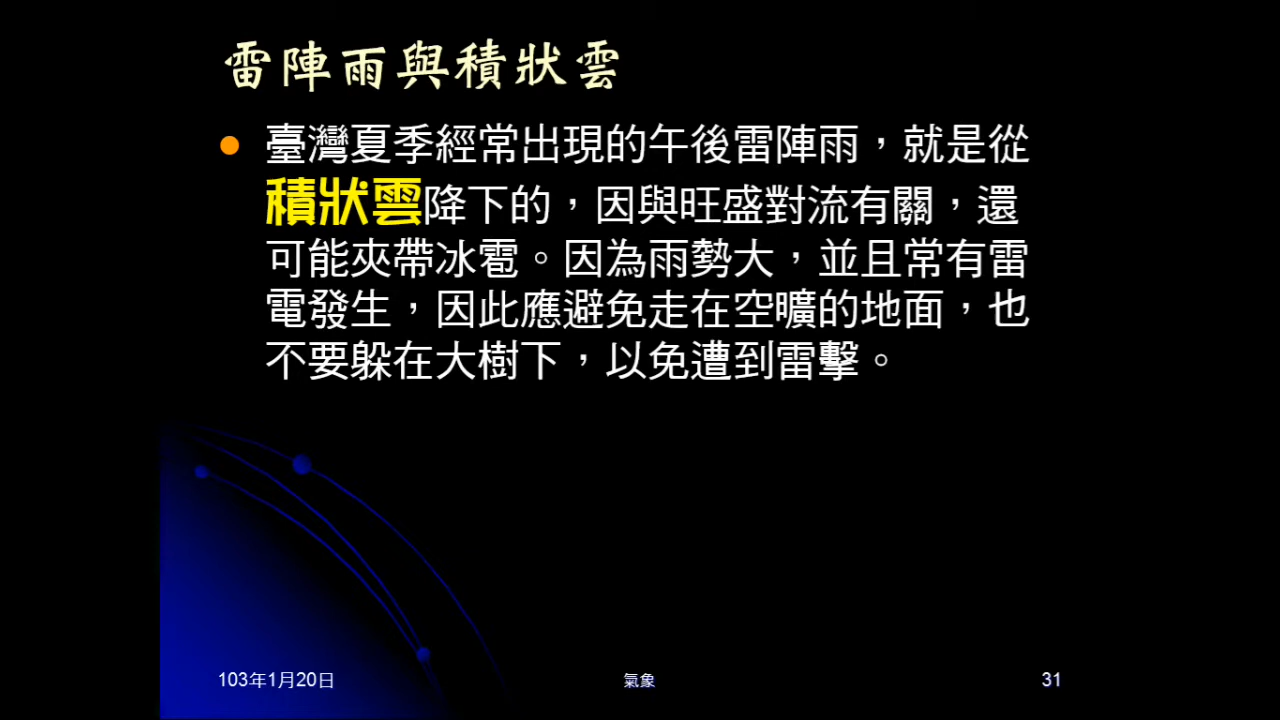 雷陣雨與積狀雲
臺灣夏季經常出現的午後雷陣雨，就是從
積狀雲降下的，因與旺盛對流有關，還
可能夾帶冰雹。因為雨勢大，並且常有雷
電發生，因此應避免走在空曠的地面，也
不要躲在大樹下，以免遭到雷擊。
103年1月20日
氣象
31